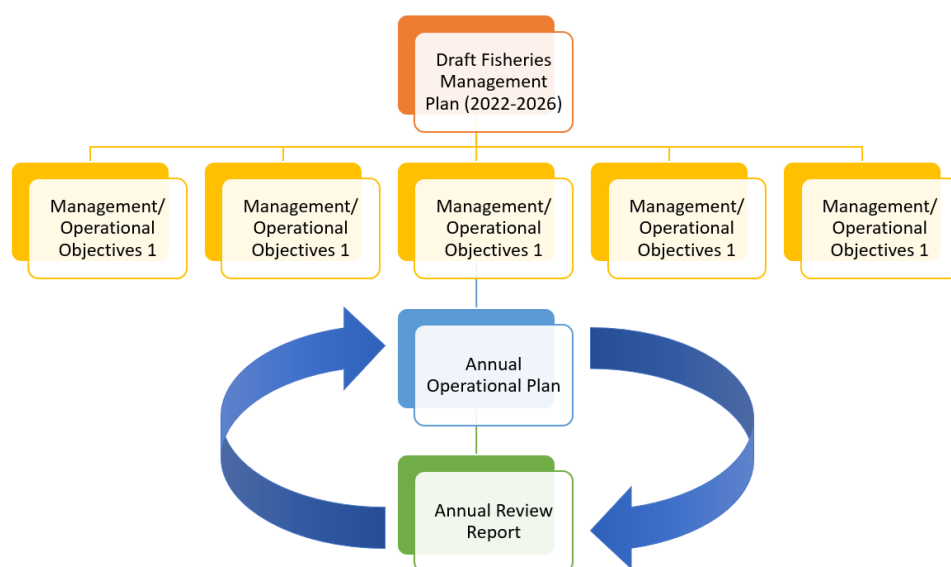 Draft Fisheries
Management
Plan (2022-2026)
Management/
Operational
Objectives 1
Management/
Operational
Objectives 1
Management/
Operational
Objectives 1
Management/
Operational
Objectives 1
Management/
Operational
Objectives 1
Annual
Operational Plan
Annual Review
Report